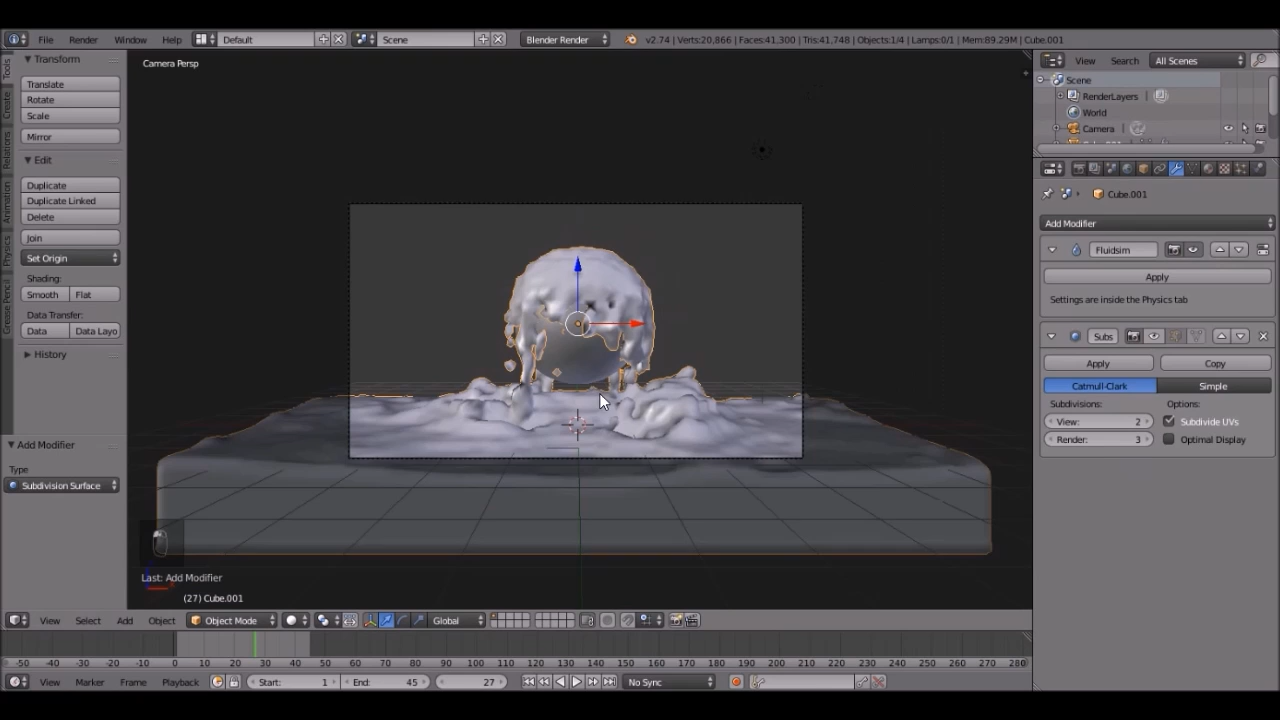 File Render Window Help Default Scene Blender Render v2.74 | Verts:20,866 | Faces:41,300 | Tris:41,748 | Objects:1/4 | Lamps:0/1 | Mem:89.29M | Cube.001
Transform
Translate
Rotate
Scale
Mirror
Edit
Duplicate
Duplicate Linked
Delete
Join
Set Origin
Shading:
Smooth Flat
Data Transfer:
Data Data Layo
History
Tools
Create
Relations
Animation
Physics
Grease Pencil
Add Modifier
Type
Subdivision Surface
Camera Persp
Last: Add Modifier
(27) Cube.001
View Select Add Object Object Mode Global
View Search All Scenes
Scene
RenderLayers
World
Camera
Cube.001
Add Modifier
Fluidsim
Apply
Settings are inside the Physics tab
Subs
Apply Copy
Catmull-Clark Simple
Subdivisions: Options:
View: 2 Subdivide UVs
Render: 3 Optimal Display
-50 -40 -30 -20 -10 0 10 20 30 40 50 60 70 80 90 100 110 120 130 140 150 160 170 180 190 200 210 220 230 240 250 260 270 280
View Marker Frame Playback Start: 1 End: 45 27 No Sync